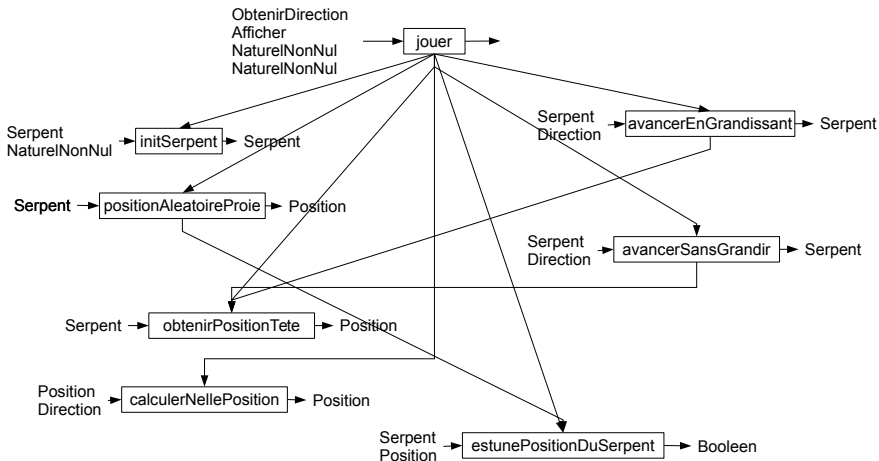 ObtenirDirection
Afficher
NaturelNonNul
NaturelNonNul
jouer
Serpent
Direction
avancerEnGrandissant
Serpent
Serpent
NaturelNonNul
initSerpent
Serpent
Serpent
positionAleatoireProie
Position
Serpent
Direction
avancerSansGrandir
Serpent
Serpent
obtenirPositionTete
Position
Position
Direction
calculerNellePosition
Position
Serpent
Position
estunePositionDuSerpent
Booleen